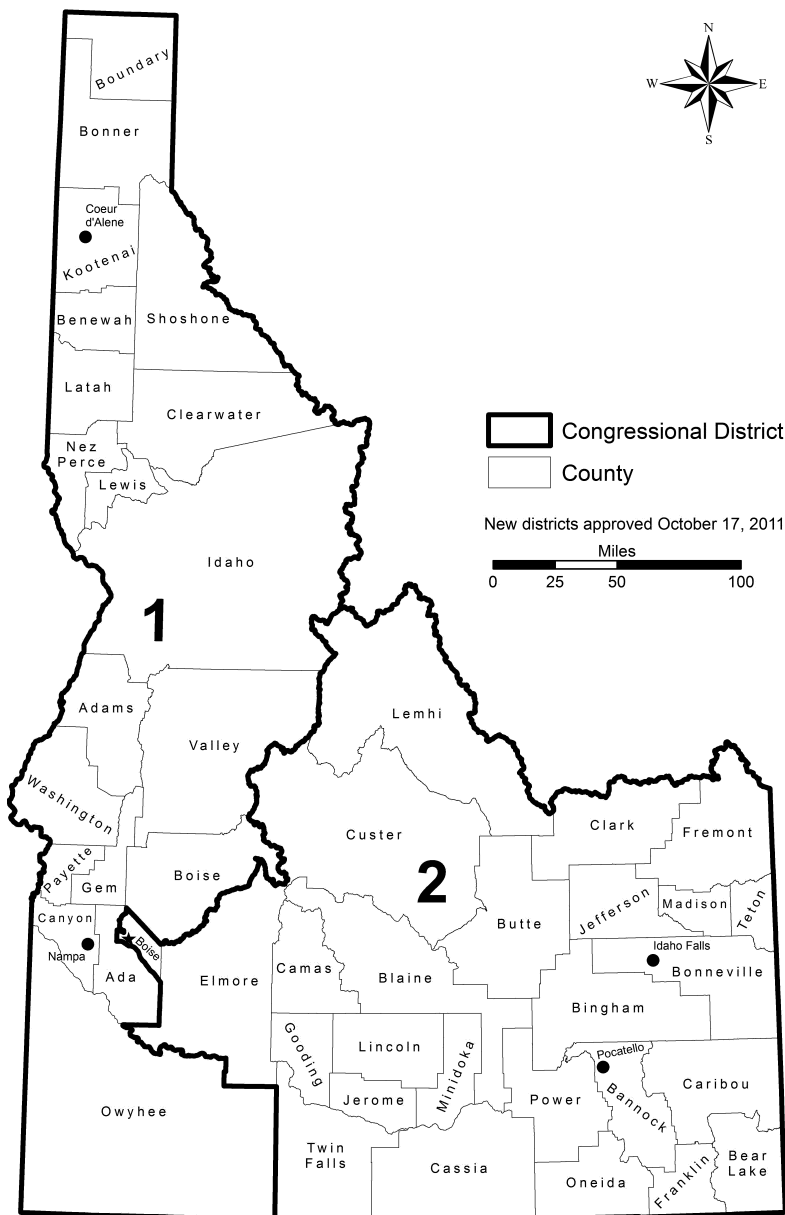 N
W E
S
Boundary
Bonner
Coeur
d'Alene
Kootenai
Benewah
Shoshone
Latah
Clearwater
Nez
Perce
Lewis
Idaho
1
Congressional District
County
New districts approved October 17, 2011
Miles
0 25 50 100
Adams
Valley
Lemhi
Washington
Custer
2
Clark
Fremont
Payette
Gem
Boise
Butte
Jefferson
Madison
Teton
Canyon
Nampa
Boise
Ada
Elmore
Camas
Blaine
Idaho Falls
Bonneville
Bingham
Gooding
Lincoln
Minidoka
Jerome
Pocatello
Power
Bannock
Caribou
Owyhee
Twin
Falls
Cassia
Oneida
Franklin
Bear
Lake